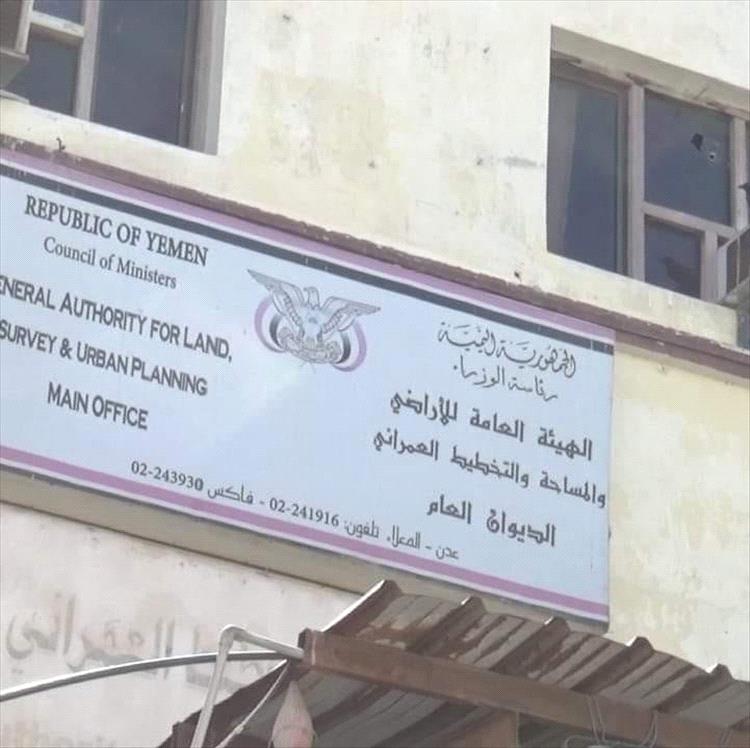 REPUBLIC OF YEMEN
Council of Ministers
ENERAL AUTHORITY FOR LAND,
SURVEY & URBAN PLANNING
MAIN OFFICE
الجمهورية اليمنية
رئاسة الوزراء
الهيئة العامة للأراضي
والمساحة والتخطيط العمراني
الديوان العام
عدن - المعلا، تلفون: 02-241916 - فاكس 02-243930
العمراني